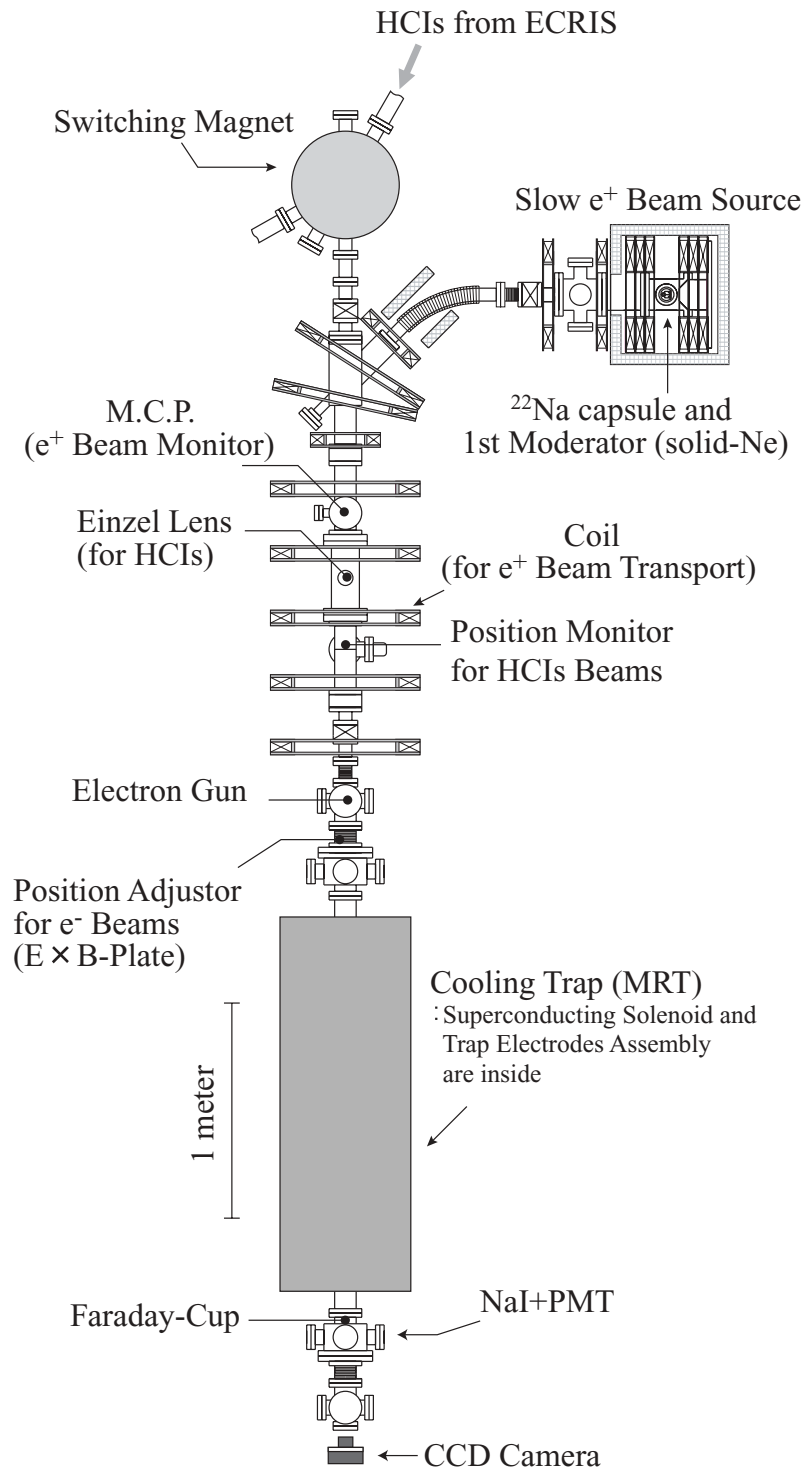 HCIs from ECRIS
Switching Magnet
Slow e⁺ Beam Source
²²Na capsule and
1st Moderator (solid-Ne)
M.C.P.
(e⁺ Beam Monitor)
Einzel Lens
(for HCIs)
Coil
(for e⁺ Beam Transport)
Position Monitor
for HCIs Beams
Electron Gun
Position Adjustor
for e⁻ Beams
(E×B-Plate)
Cooling Trap (MRT)
:Superconducting Solenoid and
Trap Electrodes Assembly
are inside
1 meter
Faraday-Cup
NaI+PMT
CCD Camera